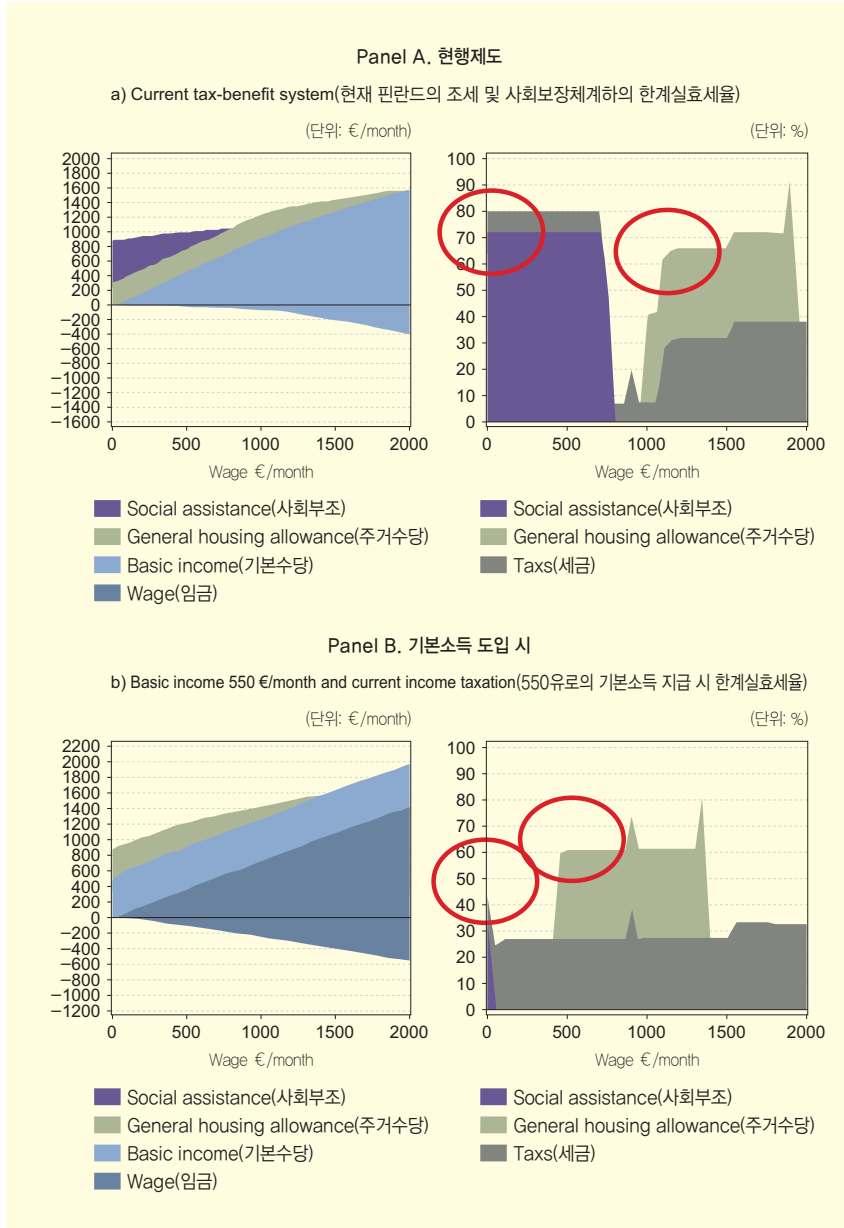 Panel A. 현행제도
a) Current tax-benefit system(현재 핀란드의 조세 및 사회보장체계하의 한계실효세율)
(단위: €/month)
2000
1800
1600
1400
1200
1000
800
600
400
200
0
−200
−400
−600
−800
−1000
−1200
−1400
−1600
0 500 1000 1500 2000
Wage €/month
Social assistance(사회부조)
General housing allowance(주거수당)
Basic income(기본수당)
Wage(임금)
(단위: %)
100
90
80
70
60
50
40
30
20
10
0
0 500 1000 1500 2000
Wage €/month
Social assistance(사회부조)
General housing allowance(주거수당)
Taxs(세금)
Panel B. 기본소득 도입 시
b) Basic income 550 €/month and current income taxation(550유로의 기본소득 지급 시 한계실효세율)
(단위: €/month)
2200
2000
1800
1600
1400
1200
1000
800
600
400
200
0
−200
−400
−600
−800
−1000
−1200
0 500 1000 1500 2000
Wage €/month
Social assistance(사회부조)
General housing allowance(주거수당)
Basic income(기본수당)
Wage(임금)
(단위: %)
100
90
80
70
60
50
40
30
20
10
0
0 500 1000 1500 2000
Wage €/month
Social assistance(사회부조)
General housing allowance(주거수당)
Taxs(세금)